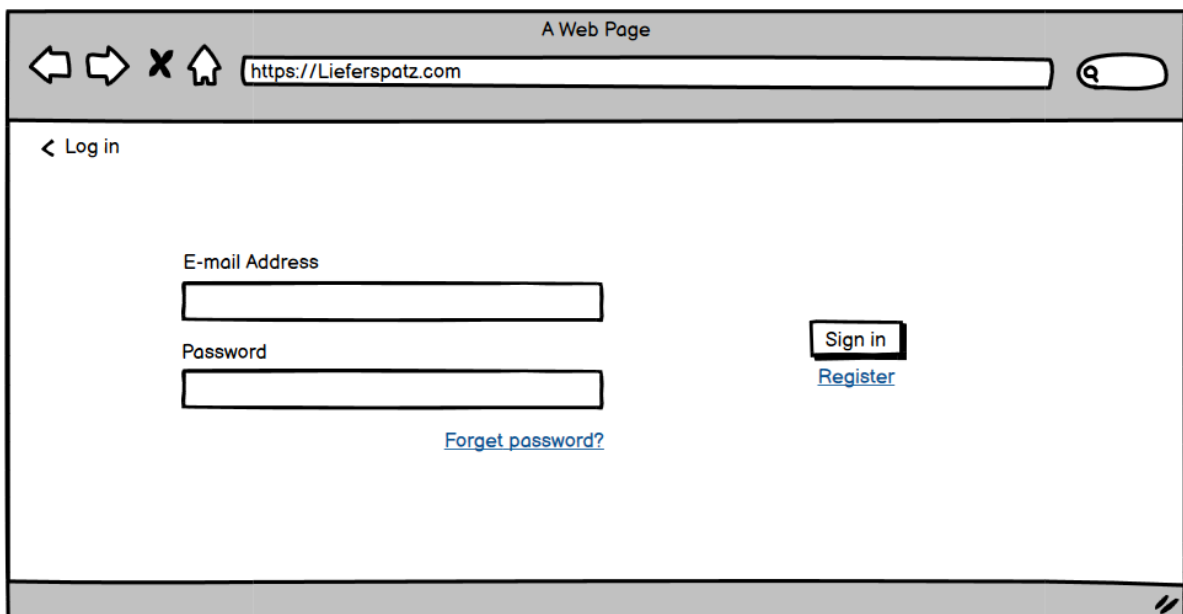 A Web Page
https://Lieferspatz.com
Log in
E-mail Address
Password
Forget password?
Sign in
Register